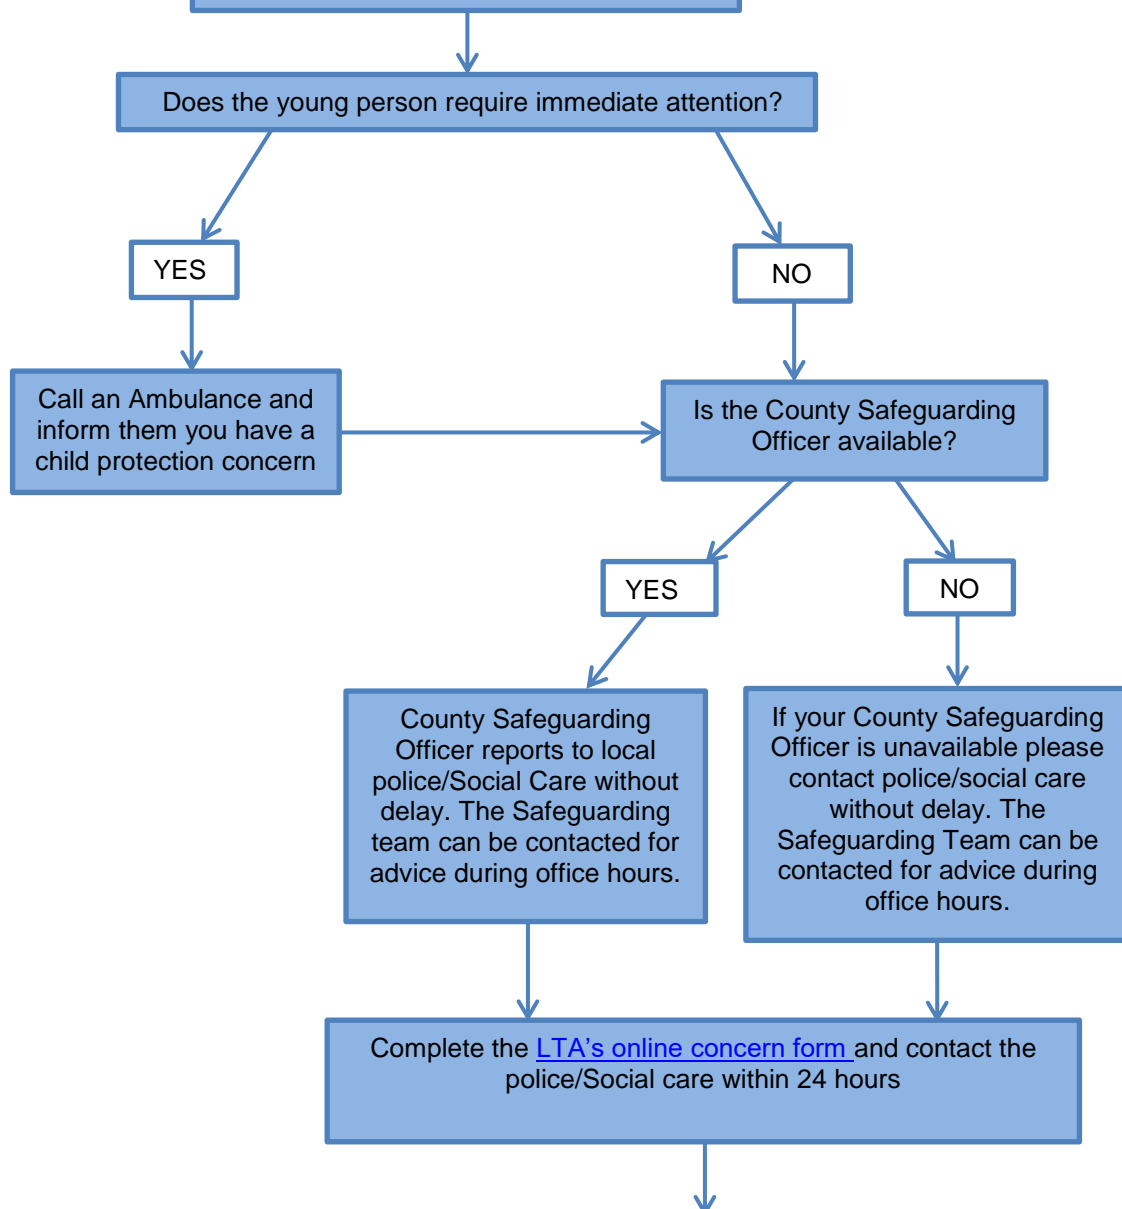 Does the young person require immediate attention?
YES
NO
Call an Ambulance and
inform them you have a
child protection concern
Is the County Safeguarding
Officer available?
YES
NO
County Safeguarding
Officer reports to local
police/Social Care without
delay. The Safeguarding
team can be contacted for
advice during office hours.
If your County Safeguarding
Officer is unavailable please
contact police/social care
without delay. The
Safeguarding Team can be
contacted for advice during
office hours.
Complete the LTA's online concern form and contact the
police/Social care within 24 hours